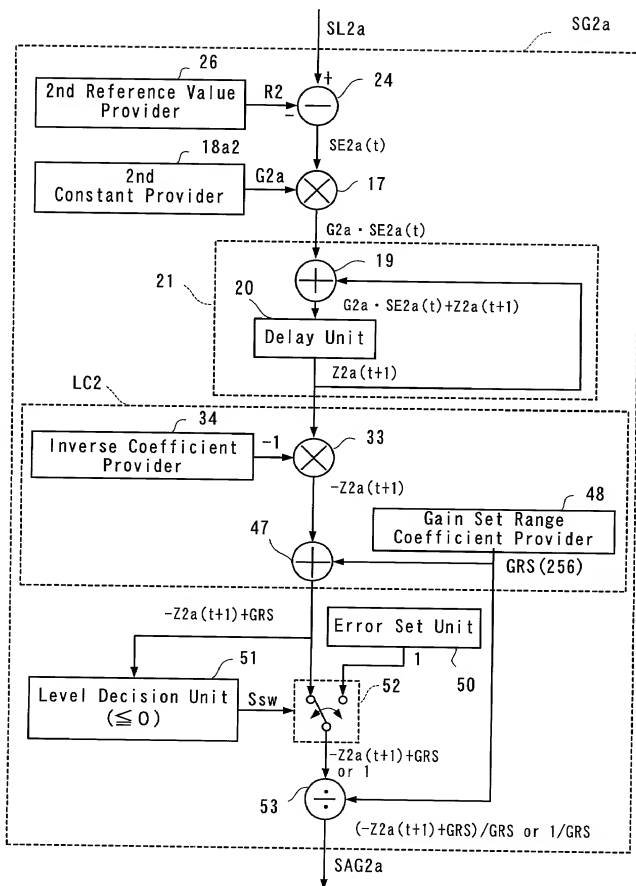 SL2a
SG2a
26
2nd Reference Value
Provider
R2
+
−
24
SE2a(t)
18a2
2nd
Constant Provider
G2a
17
G2a · SE2a(t)
19
21
20
G2a · SE2a(t)+Z2a(t+1)
Delay Unit
Z2a(t+1)
LC2
34
Inverse Coefficient
Provider
-1
33
-Z2a(t+1)
48
Gain Set Range
Coefficient Provider
47
GRS(256)
-Z2a(t+1)+GRS
Error Set Unit
50
51
1
52
Level Decision Unit
(≦0)
Ssw
-Z2a(t+1)+GRS
or 1
53
(-Z2a(t+1)+GRS)/GRS or 1/GRS
SAG2a